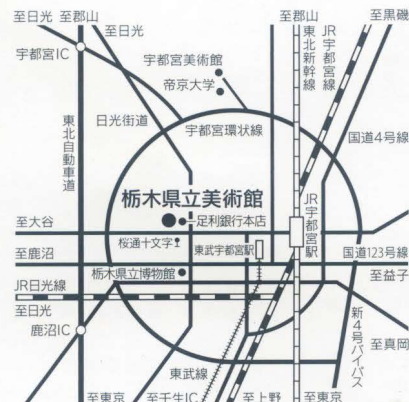 至日光
至郡山
至郡山
至黒磯
宇都宮IC
宇都宮美術館
帝京大学
東北新幹線
JR宇都宮線
東北自動車道
日光街道
宇都宮環状線
国道4号線
栃木県立美術館
足利銀行本店
至大谷
桜通十文字
東武宇都宮駅
JR宇都宮駅
至鹿沼
国道123号線
栃木県立博物館
至益子
JR日光線
至日光
鹿沼IC
新4号バイパス
至真岡
東武線
至東京
至壬生IC
至上野
至東京